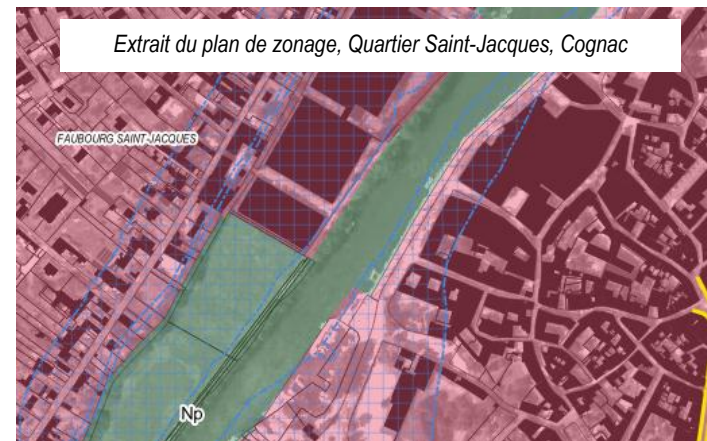 Extrait du plan de zonage, Quartier Saint-Jacques, Cognac
FAUBOURG SAINT-JACQUES
Np